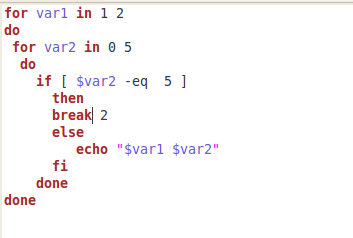 for var1 in 1 2
do
for var2 in 0 5
do
if [ $var2 -eq  5 ]
then
break 2
else
echo "$var1 $var2"
fi
done
done